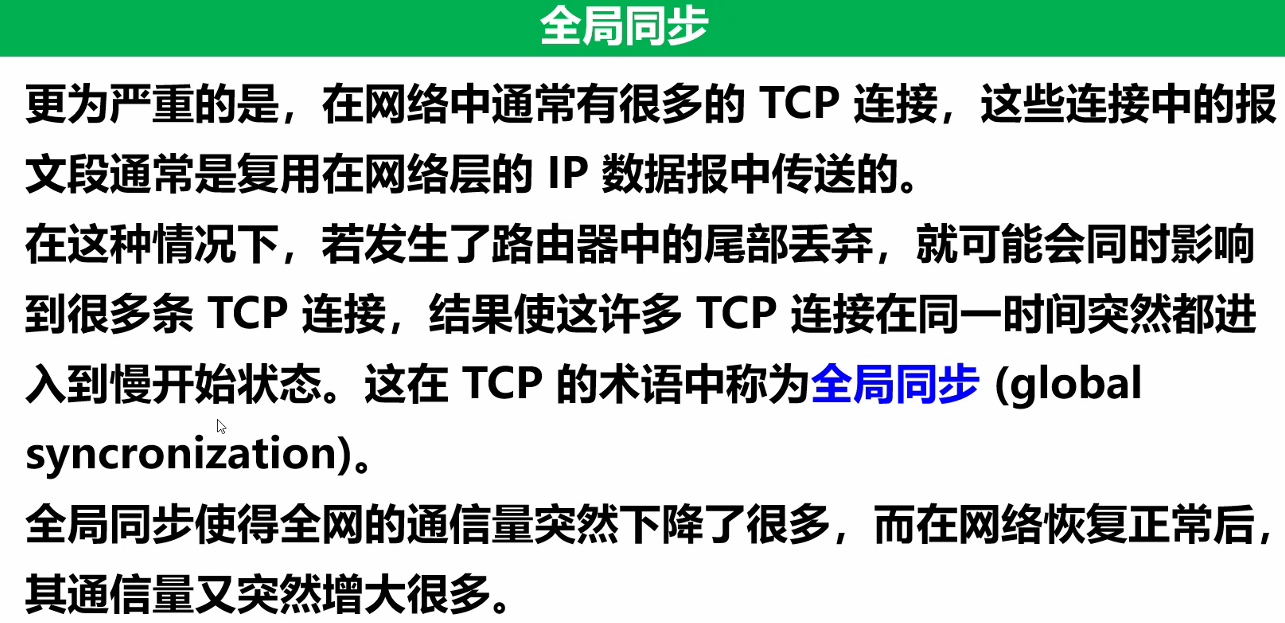 全局同步
更为严重的是，在网络中通常有很多的 TCP 连接，这些连接中的报
文段通常是复用在网络层的 IP 数据报中传送的。
在这种情况下，若发生了路由器中的尾部丢弃，就可能会同时影响
到很多条 TCP 连接，结果使这许多 TCP 连接在同一时间突然都进
入到慢开始状态。这在 TCP 的术语中称为全局同步 (global
syncronization)。
全局同步使得全网的通信量突然下降了很多，而在网络恢复正常后，
其通信量又突然增大很多。